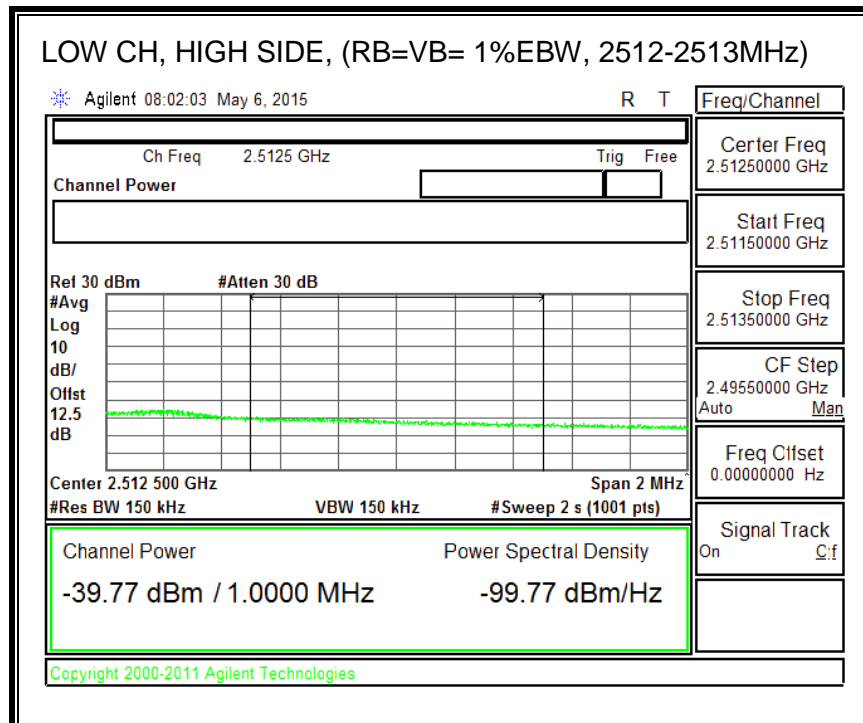 LOW CH, HIGH SIDE, (RB=VB= 1%EBW, 2512-2513MHz)
Agilent 08:02:03 May 6, 2015 R T
Freq/Channel
Ch Freq 2.5125 GHz Trig Free
Channel Power
Center Freq
2.51250000 GHz
Start Freq
2.51150000 GHz
Stop Freq
2.51350000 GHz
CF Step
2.49550000 GHz
Auto Man
Freq Offset
0.00000000 Hz
Signal Track
On Off
Ref 30 dBm #Atten 30 dB
#Avg
Log
10
dB/
Offst
12.5
dB
Center 2.512 500 GHz Span 2 MHz
#Res BW 150 kHz VBW 150 kHz #Sweep 2 s (1001 pts)
Channel Power Power Spectral Density
-39.77 dBm / 1.0000 MHz -99.77 dBm/Hz
Copyright 2000-2011 Agilent Technologies